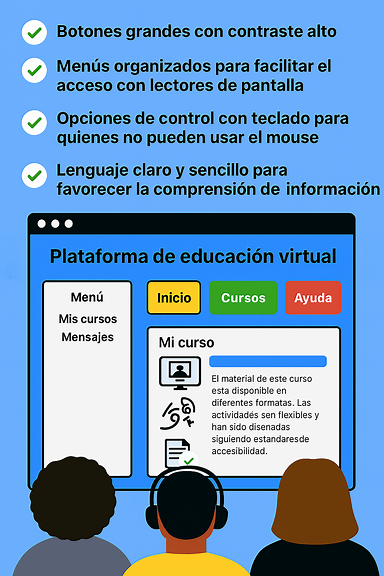 Botones grandes con contraste alto
Menús organizados para facilitar el
acceso con lectores de pantalla
Opciones de control con teclado para
quienes no pueden usar el mouse
Lenguaje claro y sencillo para
favorecer la comprensión de información
Plataforma de educación virtual
Menú
Mis cursos
Mensajes
Inicio
Cursos
Ayuda
Mi curso
El material de este curso
esta disponible en
diferentes formatas. Las
actividadés sen flexibles y
han sido disenadas
siguiendo estandaresde
accesibilidad.